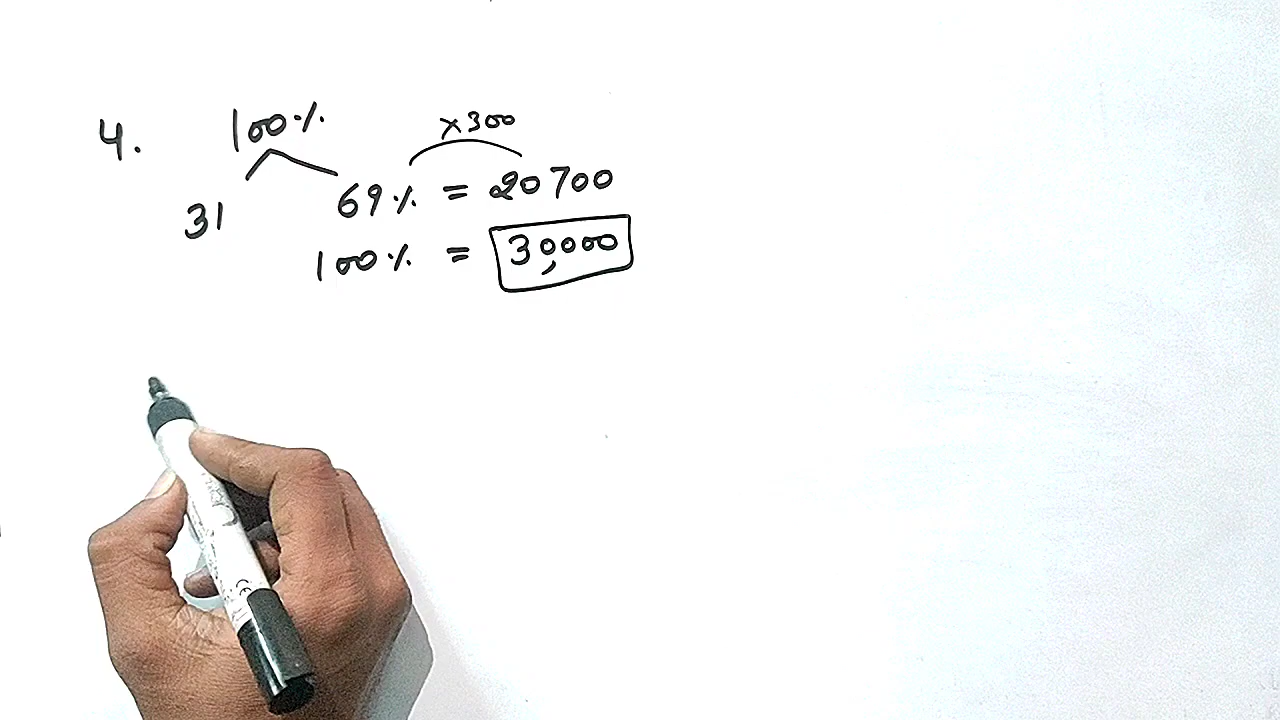 4. 100%
×300
31 69% = 20700
100% = 30,000